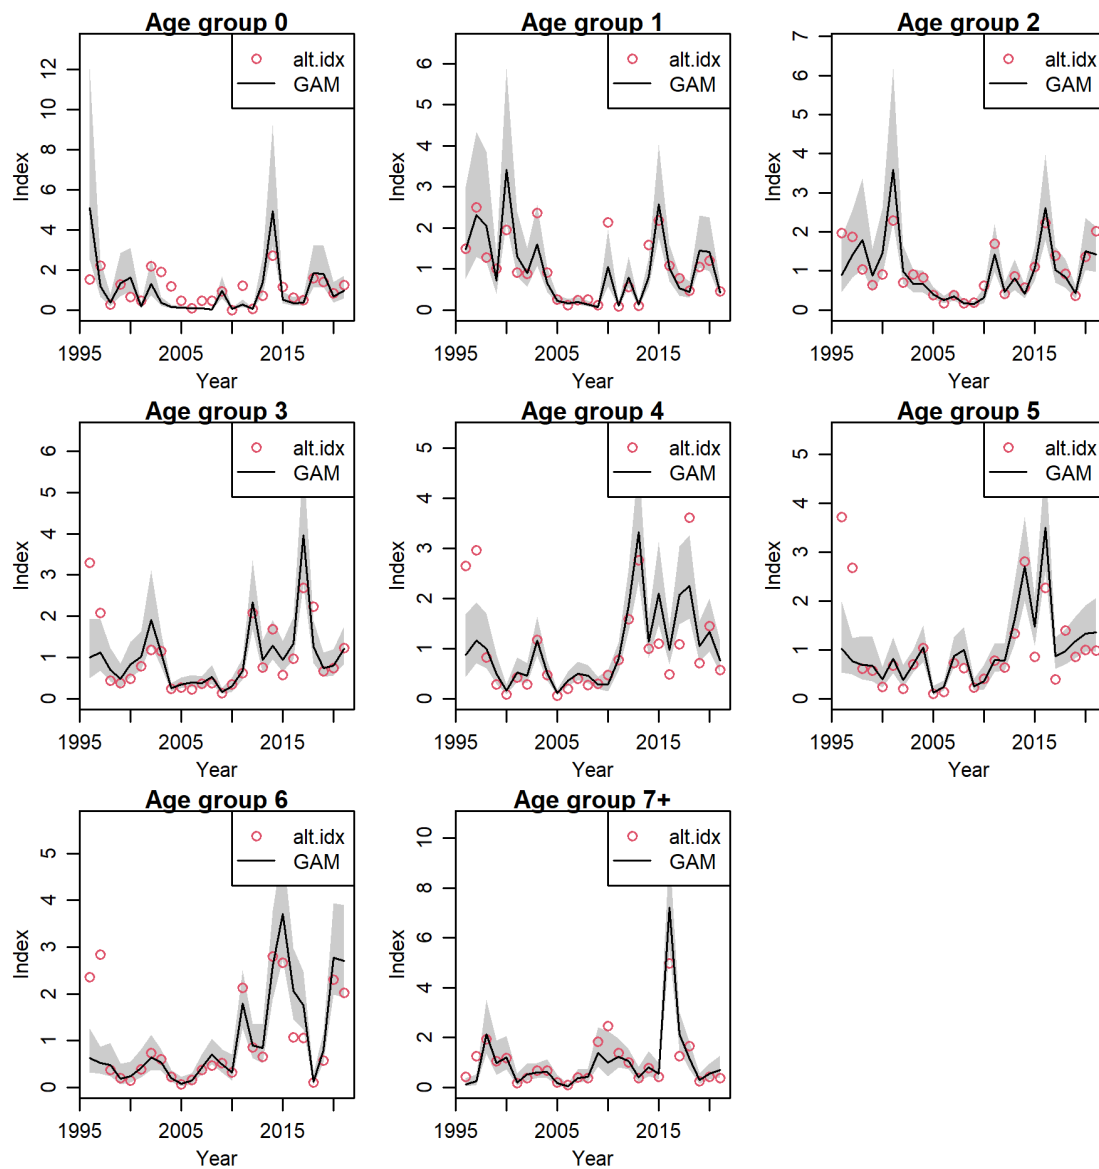 Age group 0
alt.idx
GAM
Index
0 2 4 6 8 10 12
1995 2005 2015
Year
Age group 1
alt.idx
GAM
Index
0 1 2 3 4 5 6
1995 2005 2015
Year
Age group 2
alt.idx
GAM
Index
0 1 2 3 4 5 6 7
1995 2005 2015
Year
Age group 3
alt.idx
GAM
Index
0 1 2 3 4 5 6
1995 2005 2015
Year
Age group 4
alt.idx
GAM
Index
0 1 2 3 4 5
1995 2005 2015
Year
Age group 5
alt.idx
GAM
Index
0 1 2 3 4 5
1995 2005 2015
Year
Age group 6
alt.idx
GAM
Index
0 1 2 3 4 5
1995 2005 2015
Year
Age group 7+
alt.idx
GAM
Index
0 2 4 6 8 10
1995 2005 2015
Year